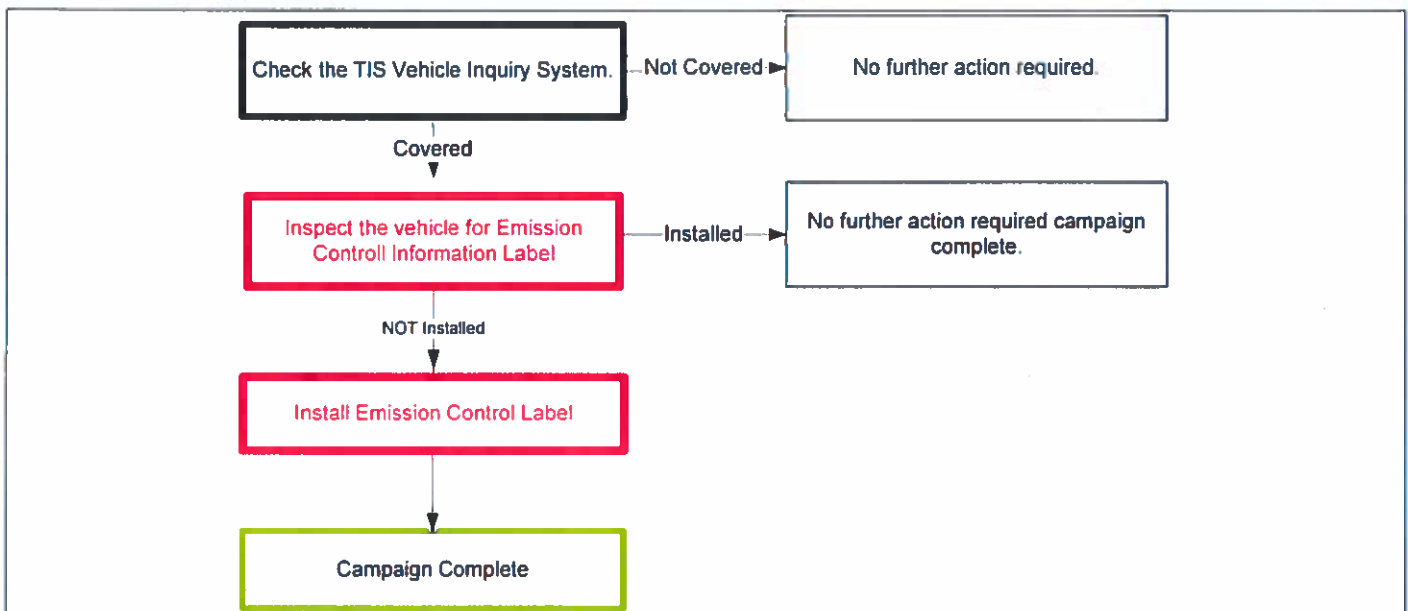 Check the TIS Vehicle Inquiry System.
Not Covered
No further action required.
Covered
Inspect the vehicle for Emission
Controll Information Label
Installed
No further action required campaign
complete.
NOT Installed
Install Emission Control Label
Campaign Complete